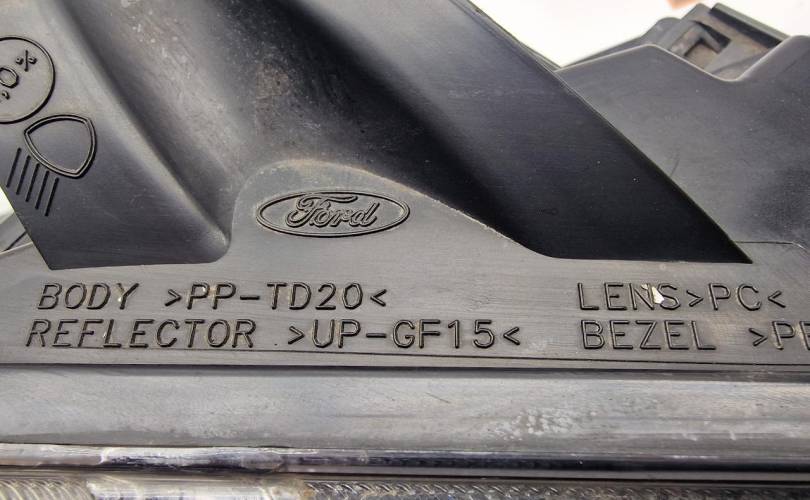 Ford
BODY >PP-TD20<
REFLECTOR >UP-GF15<
LENS>PC<
BEZEL